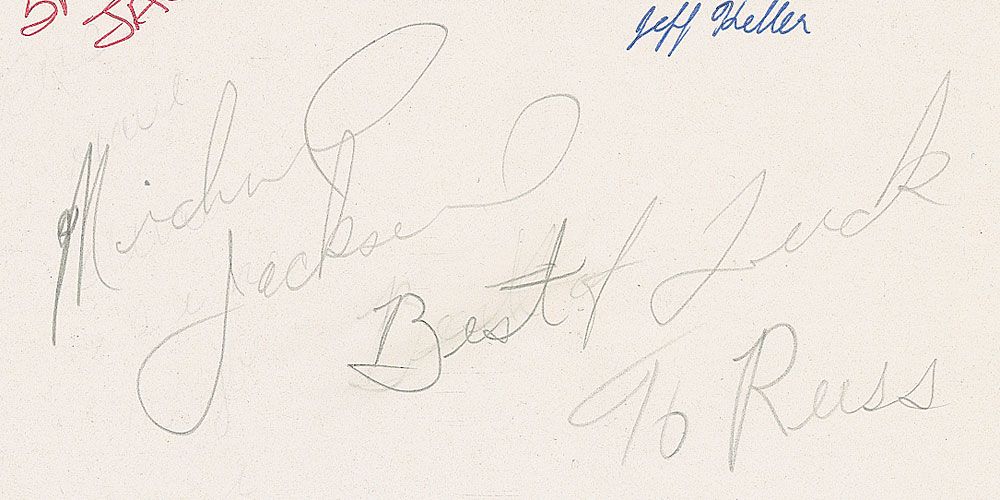 Jeff Heller
Michael
Jackson
Best of Luck
To Russ